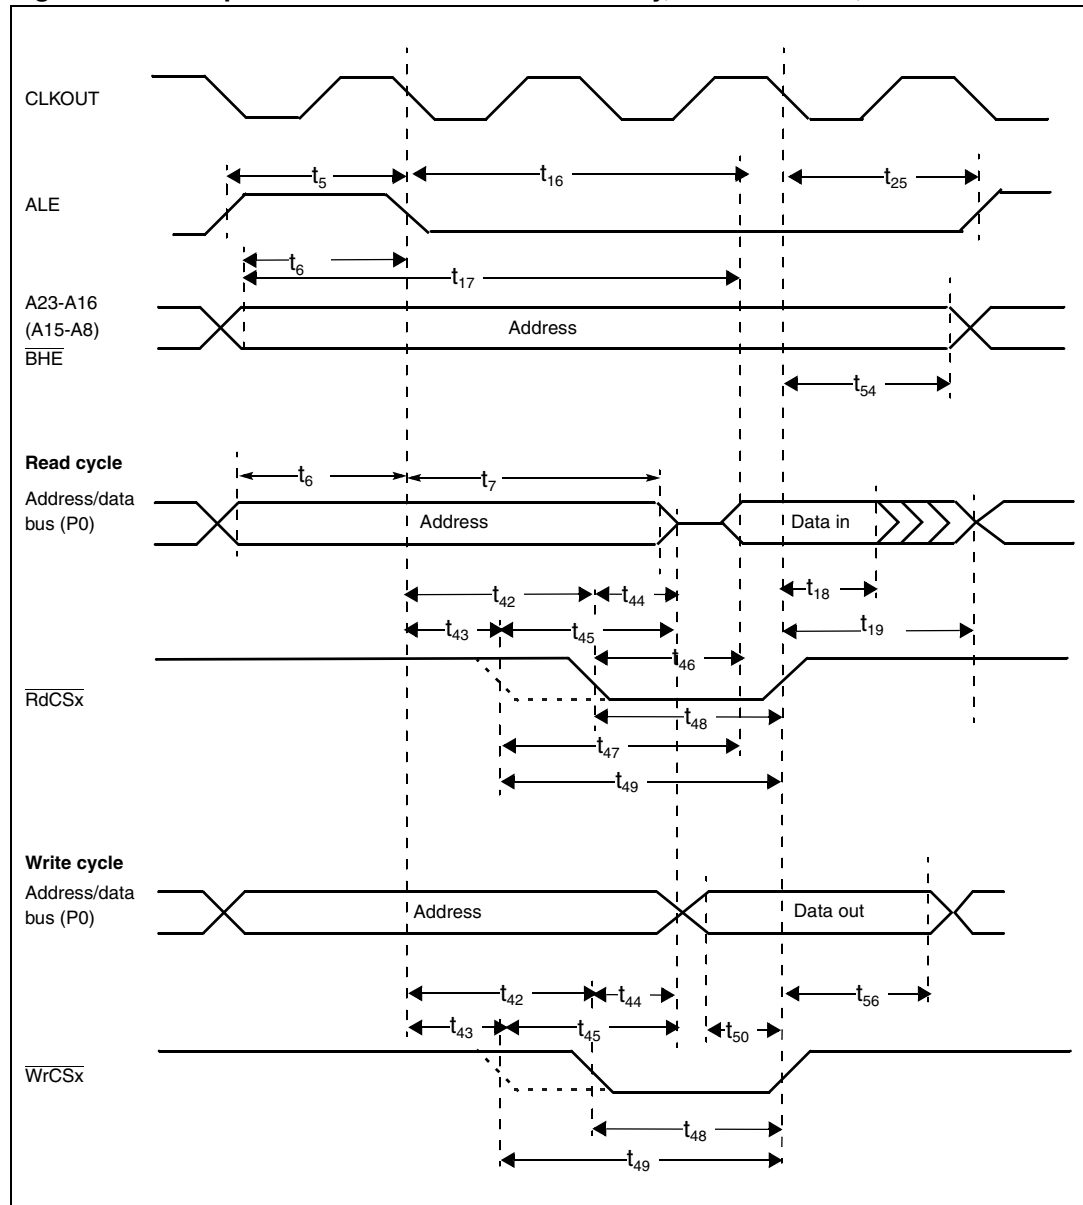 CLKOUT
t5 t16 t25
ALE
t6 t17
A23-A16
(A15-A8)
BHE
Address
t54
Read cycle
t6 t7
Address/data
bus (P0)
Address Data in
t42 t44 t18
t43 t45 t19
t46
RdCSx
t48
t47
t49
Write cycle
Address/data
bus (P0)
Address Data out
t42 t44 t56
t43 t45 t50
WrCSx
t48
t49